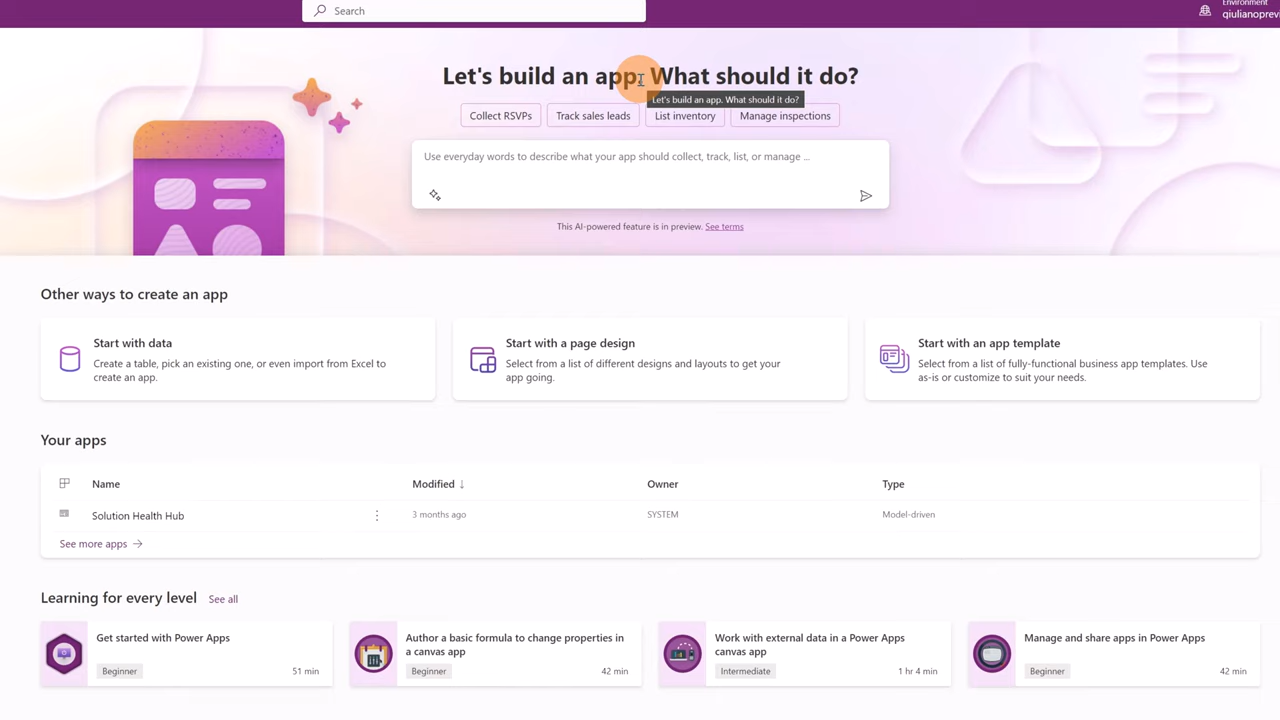 Search
Environment
qiulianoprevi
Let's build an app. What should it do?
Let's build an app. What should it do?
Collect RSVPs
Track sales leads
List inventory
Manage inspections
Use everyday words to describe what your app should collect, track, list, or manage ...
This AI-powered feature is in preview. See terms
Other ways to create an app
Start with data
Create a table, pick an existing one, or even import from Excel to
create an app.
Start with a page design
Select from a list of different designs and layouts to get your
app going.
Start with an app template
Select from a list of fully-functional business app templates. Use
as-is or customize to suit your needs.
Your apps
Name
Modified ↓
Owner
Type
Solution Health Hub
3 months ago
SYSTEM
Model-driven
See more apps →
Learning for every level
See all
Get started with Power Apps
Beginner
51 min
Author a basic formula to change properties in
a canvas app
Beginner
42 min
Work with external data in a Power Apps
canvas app
Intermediate
1 hr 4 min
Manage and share apps in Power Apps
Beginner
42 min